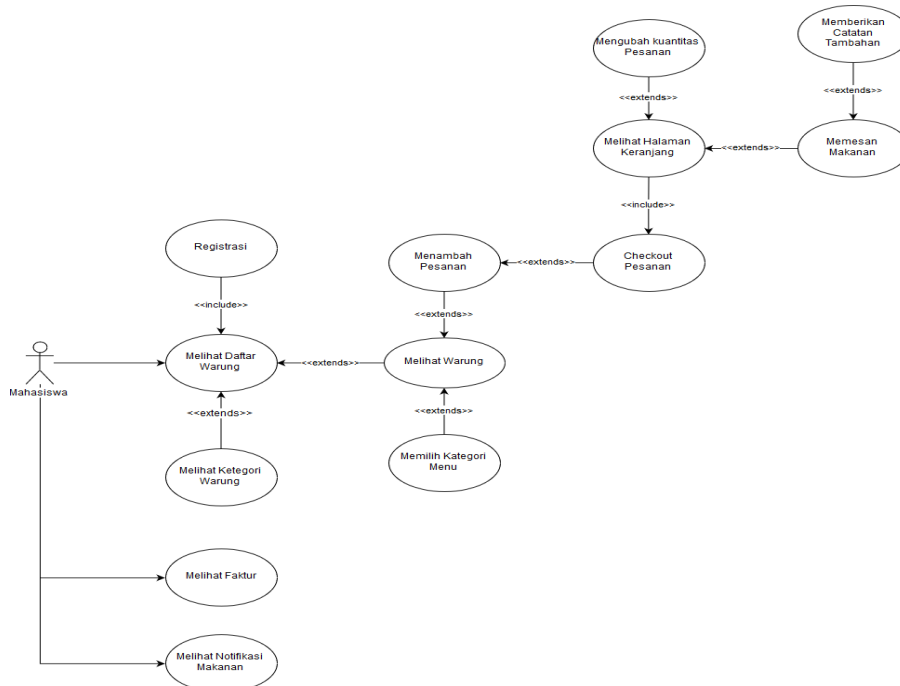 Memberikan
Catatan
Tambahan
Mengubah kuantitas
Pesanan
<<extends>>
<<extends>>
Melihat Halaman
Keranjang
<<extends>>
Memesan
Makanan
<<include>>
Registrasi
Menambah
Pesanan
<<extends>>
Checkout
Pesanan
<<include>>
<<extends>>
Melihat Daftar
Warung
<<extends>>
Melihat Warung
Mahasiswa
<<extends>>
<<extends>>
Melihat Ketegori
Warung
Memilih Kategori
Menu
Melihat Faktur
Melihat Notifikasi
Makanan